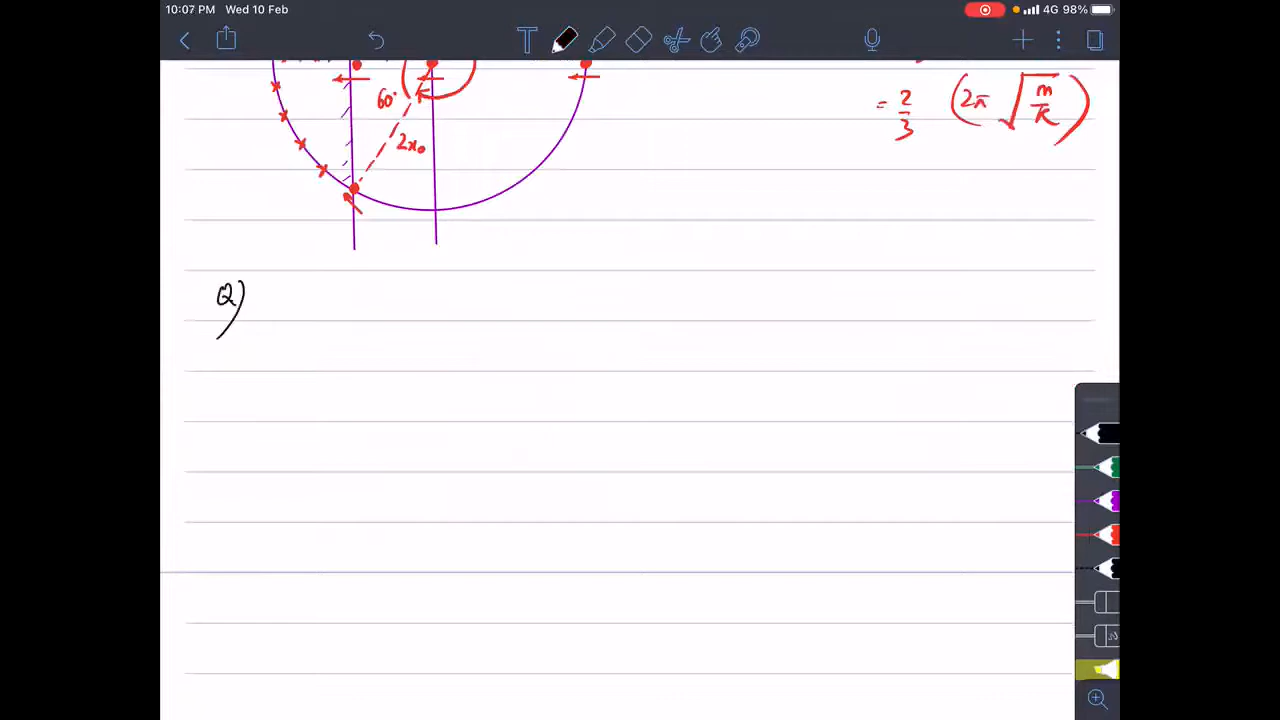 10:07 PM Wed 10 Feb
4G 98%
T
60°
2x₀
= 2/3 (2π √(m/K))
Q)